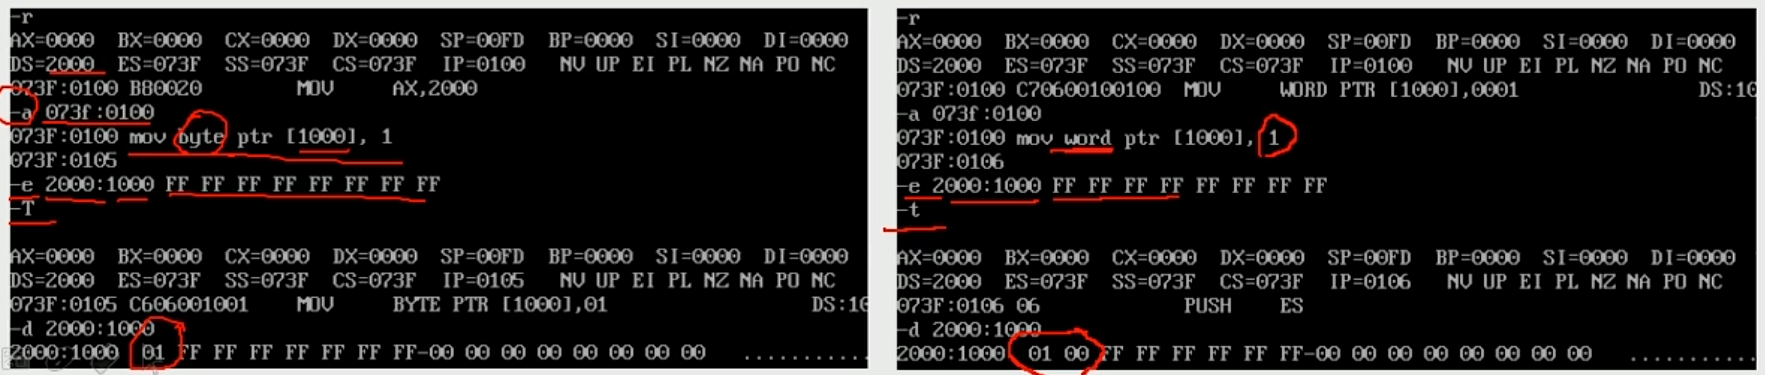 -r
AX=0000 BX=0000 CX=0000 DX=0000 SP=00FD BP=0000 SI=0000 DI=0000
DS=2000 ES=073F SS=073F CS=073F IP=0100 NV UP EI PL NZ NA PO NC
073F:0100 B80020 MOV AX,2000
-a 073f:0100
073F:0100 mov byte ptr [1000], 1
073F:0105
-e 2000:1000 FF FF FF FF FF FF FF FF
-T
AX=0000 BX=0000 CX=0000 DX=0000 SP=00FD BP=0000 SI=0000 DI=0000
DS=2000 ES=073F SS=073F CS=073F IP=0105 NV UP EI PL NZ NA PO NC
073F:0105 C606001001 MOV BYTE PTR [1000],01 DS:10
-d 2000:1000
2000:1000 01 FF FF FF FF FF FF FF-00 00 00 00 00 00 00 00 ..........
-r
AX=0000 BX=0000 CX=0000 DX=0000 SP=00FD BP=0000 SI=0000 DI=0000
DS=2000 ES=073F SS=073F CS=073F IP=0100 NV UP EI PL NZ NA PO NC
073F:0100 C70600100100 MOV WORD PTR [1000],0001 DS:10
-a 073f:0100
073F:0100 mov word ptr [1000], 1
073F:0106
-e 2000:1000 FF FF FF FF FF FF FF FF
-t
AX=0000 BX=0000 CX=0000 DX=0000 SP=00FD BP=0000 SI=0000 DI=0000
DS=2000 ES=073F SS=073F CS=073F IP=0106 NV UP EI PL NZ NA PO NC
073F:0106 06 PUSH ES
-d 2000:1000
2000:1000 01 00 FF FF FF FF FF FF-00 00 00 00 00 00 00 00 ..........